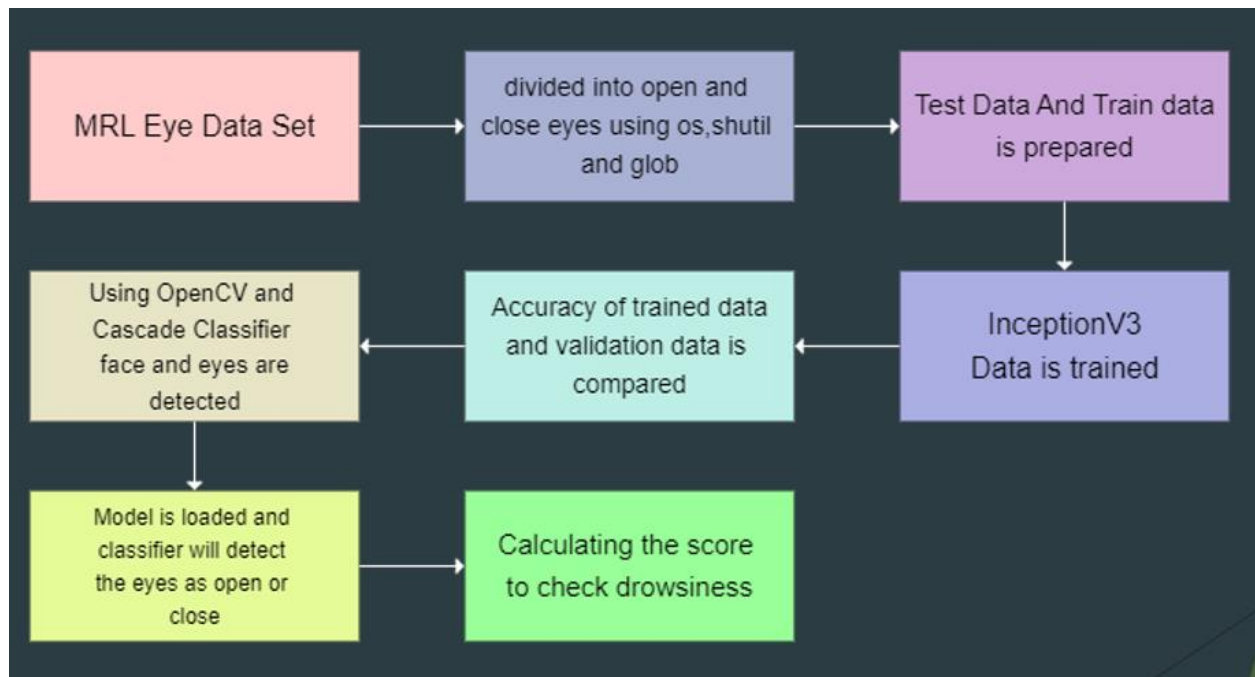 MRL Eye Data Set
divided into open and
close eyes using os,shutil
and glob
Test Data And Train data
is prepared
InceptionV3
Data is trained
Accuracy of trained data
and validation data is
compared
Using OpenCV and
Cascade Classifier
face and eyes are
detected
Model is loaded and
classifier will detect
the eyes as open or
close
Calculating the score
to check drowsiness